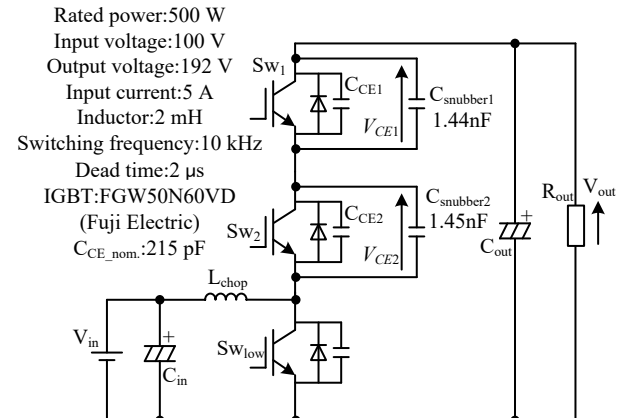 Rated power:500 W
Input voltage:100 V
Output voltage:192 V
Input current:5 A
Inductor:2 mH
Switching frequency:10 kHz
Dead time:2 μs
IGBT:FGW50N60VD
(Fuji Electric)
CCE_nom.:215 pF
Sw1
CCE1
VCE1
Csnubber1
1.44nF
Sw2
CCE2
VCE2
Csnubber2
1.45nF
Cout
+
Rout
Vout
Lchop
Vin
+
Cin
Swlow